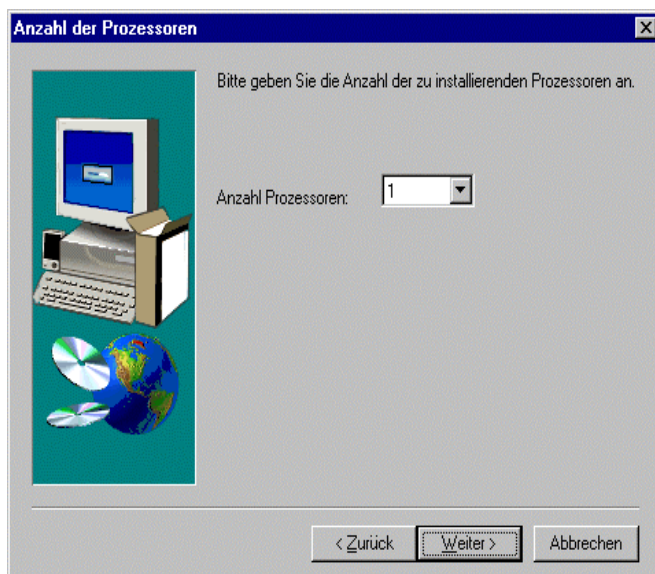 Anzahl der Prozessoren
Bitte geben Sie die Anzahl der zu installierenden Prozessoren an.
Anzahl Prozessoren: 1
< Zurück Weiter > Abbrechen